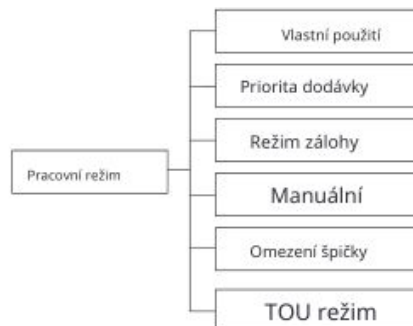 Vlastní použití
Priorita dodávky
Režim zálohy
Pracovní režim
Manuální
Omezení špičky
TOU režim